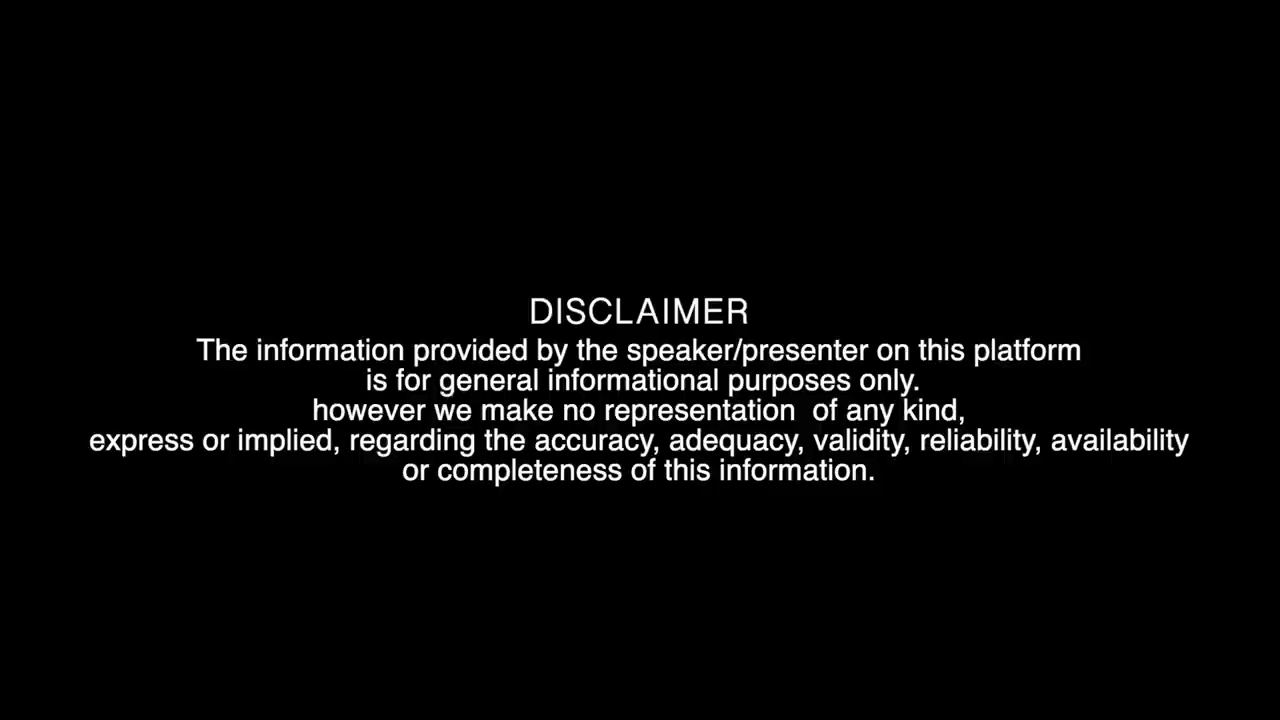 DISCLAIMER
The information provided by the speaker/presenter on this platform
is for general informational purposes only.
however we make no representation  of any kind,
express or implied, regarding the accuracy, adequacy, validity, reliability, availability
or completeness of this information.